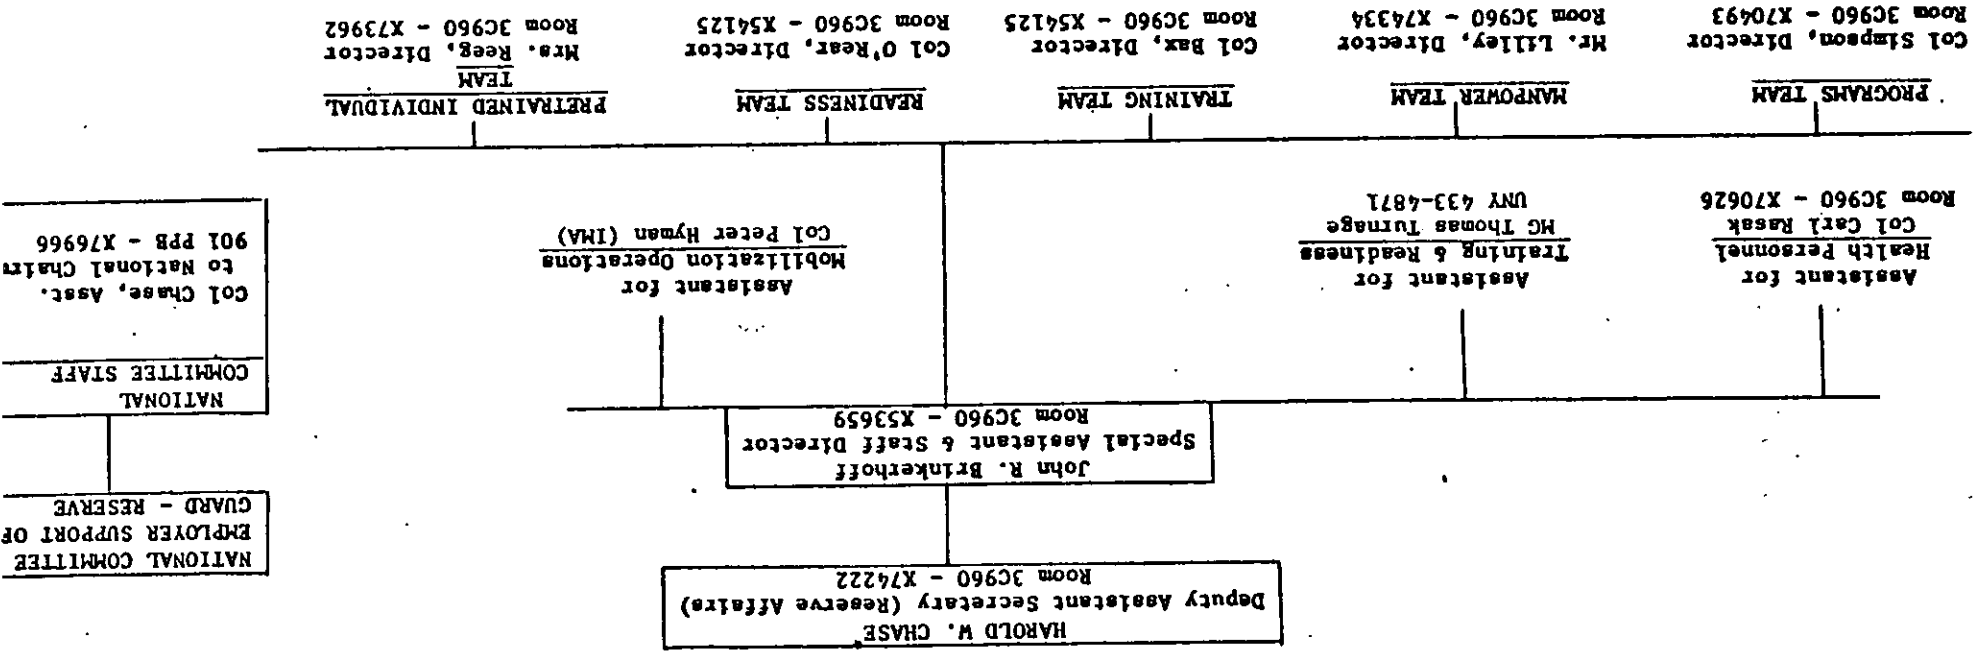 HAROLD W. CHASE
Deputy Assistant Secretary (Reserve Affairs)
Room 3C960 - X74222
NATIONAL COMMITTEE
EMPLOYER SUPPORT OF
GUARD - RESERVE
John R. Brinkerhoff
Special Assistant & Staff Director
Room 3C960 - X53659
NATIONAL
COMMITTEE STAFF
Col Chase, Asst.
to National
901 PPB - X76966
Assistant for
Health Personnel
Col Carl Rasak
Room 3C960 - X70626
Assistant for
Training & Readiness
MG Thomas Turnage
UNY 433-4871
Assistant for
Mobilization Operations
Col Peter Hyman (IMA)
PROGRAMS TEAM
Col Simpson, Director
Room 3C960 - X70493
MANPOWER TEAM
Mr. Lilley, Director
Room 3C960 - X74334
TRAINING TEAM
Col Bax, Director
Room 3C960 - X54125
READINESS TEAM
Col O'Rear, Director
Room 3C960 - X54125
PRETRAINED INDIVIDUAL
TEAM
Mrs. Reeg, Director
Room 3C960 - X73962